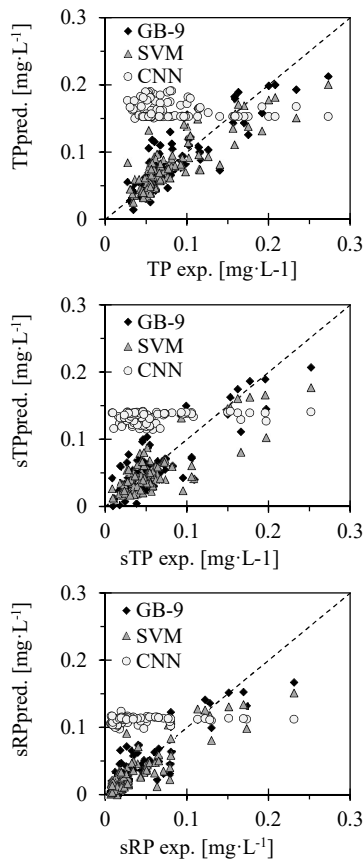 0.3
GB-9
SVM
CNN
0.2
0.1
0
TPpred. [mg·L⁻¹]
0 0.1 0.2 0.3
TP exp. [mg·L-1]
0.3
GB-9
SVM
CNN
0.2
0.1
0
sTPpred. [mg·L⁻¹]
0 0.1 0.2 0.3
sTP exp. [mg·L-1]
0.3
GB-9
SVM
CNN
0.2
0.1
0
sRPpred. [mg·L⁻¹]
0 0.1 0.2 0.3
sRP exp. [mg·L⁻¹]